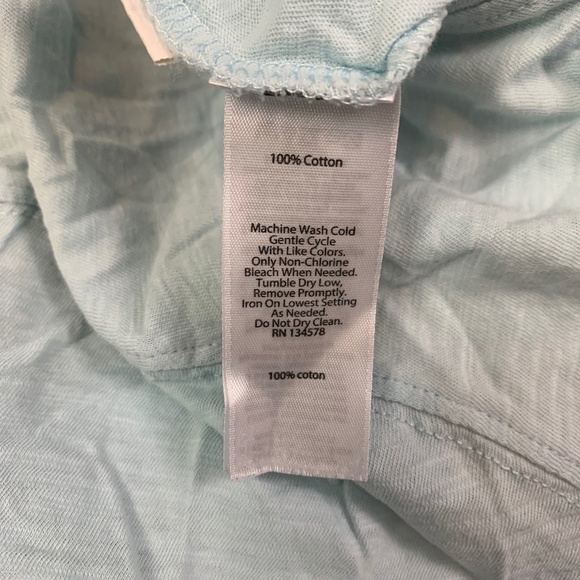 100% Cotton
Machine Wash Cold
Gentle Cycle
With Like Colors.
Only Non-Chlorine
Bleach When Needed.
Tumble Dry Low,
Remove Promptly.
Iron On Lowest Setting
As Needed.
Do Not Dry Clean.
RN 134578
100% coton